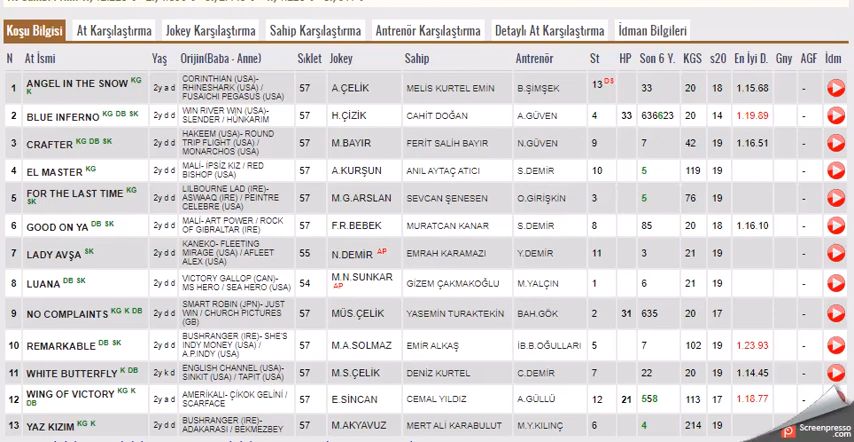 Koşu Bilgisi At Karşılaştırma Jokey Karşılaştırma Sahip Karşılaştırma Antrenör Karşılaştırma Detaylı At Karşılaştırma İdman Bilgileri
N At İsmi Yaş Orijin(Baba - Anne) Sıklet Jokey Sahip Antrenör St HP Son 6 Y. KGS s20 En İyi D. Gny AGF İdm
1 ANGEL IN THE SNOW KG K 2y a d CORINTHIAN (USA)- RHINESHARK (USA) / FUSAICHI PEGASUS (USA) 57 A.ÇELİK MELİS KURTEL EMİN B.ŞİMŞEK 13 DS 33 20 18 1.15.68 -
2 BLUE INFERNO KG DB SK 2y d d WIN RIVER WIN (USA)- SLENDER / HÜNKARIM 57 H.ÇİZİK CAHİT DOĞAN A.GÜVEN 4 33 636623 20 14 1.19.89 -
3 CRAFTER KG DB SK 2y d d HAKEEM (USA)- ROUND TRIP FLIGHT (USA) / MONARCHOS (USA) 57 M.BAYIR FERİT SALİH BAYIR N.GÜVEN 9 7 42 19 1.16.51 -
4 EL MASTER KG 2y d d MALI- İPSİZ KIZ / RED BISHOP (USA) 57 A.KURŞUN ANIL AYTAÇ ATICI S.DEMİR 10 5 119 19 -
5 FOR THE LAST TIME KG SK 2y d d LILBOURNE LAD (IRE)- ASWAAQ (IRE) / PEINTRE CELEBRE (USA) 57 M.G.ARSLAN SEVCAN ŞENESEN O.GİRİŞKİN 3 5 76 19 -
6 GOOD ON YA DB SK 2y d d MALI- ART POWER / ROCK OF GIBRALTAR (IRE) 57 F.R.BEBEK MURATCAN KANAR S.DEMİR 8 85 20 18 1.16.10 -
7 LADY AVŞA SK 2y d d KANEKO- FLEETING MIRAGE (USA) / AFLEET ALEX (USA) 55 N.DEMİR AP EMRAH KARAMAZI Y.DEMİR 11 3 21 19 -
8 LUANA DB SK 2y d d VICTORY GALLOP (CAN)- MS HERO / SEA HERO (USA) 54 M.N.SUNKAR AP GİZEM ÇAKMAKOĞLU M.YALÇIN 1 6 21 19 -
9 NO COMPLAINTS KG K DB 2y d d SMART ROBIN (JPN)- JUST WIN / CHURCH PICTURES (GB) 57 MÜS.ÇELİK YASEMİN TURAKTEKİN BAH.GÖK 2 31 635 20 17 -
10 REMARKABLE DB SK 2y d d BUSHRANGER (IRE)- SHE'S INDY MONEY (USA) / A.P.INDY (USA) 57 M.A.SOLMAZ EMİR ALKAŞ İB.B.OĞULLARI 5 7 102 19 1.23.93 -
11 WHITE BUTTERFLY K DB 2y k d ENGLISH CHANNEL (USA)- SINKIT (USA) / TAPIT (USA) 57 M.S.ÇELİK DENİZ KURTEL C.DEMİR 7 22 20 19 1.14.45 -
12 WING OF VICTORY KG K DB 2y a d AMERİKALI- ÇİKOK GELİNİ / SCARFACE 57 E.SİNCAN CEMAL YILDIZ A.GÜLLÜ 12 21 558 113 17 1.18.77 -
13 YAZ KIZIM KG K 2y d d BUSHRANGER (IRE)- ADAKARASI / BEKMEZBEY 57 M.AKYAVUZ MERT ALİ KARABULUT M.Y.KILINÇ 6 4 214 19 -
Screenpresso.com